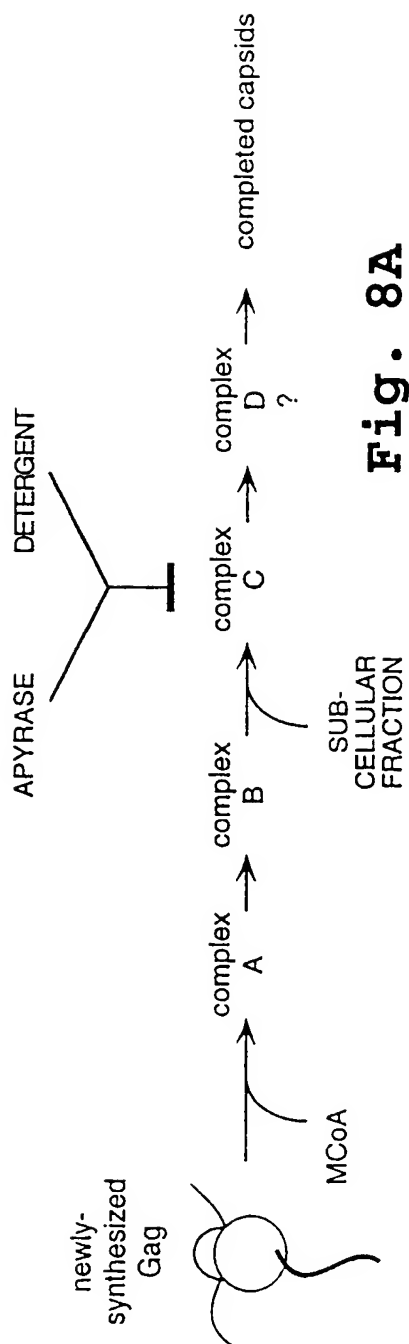 newly-
synthesized
Gag
MCoA
complex
A
complex
B
SUB-
CELLULAR
FRACTION
APYRASE
DETERGENT
complex
C
complex
D
?
completed capsids
Fig. 8A